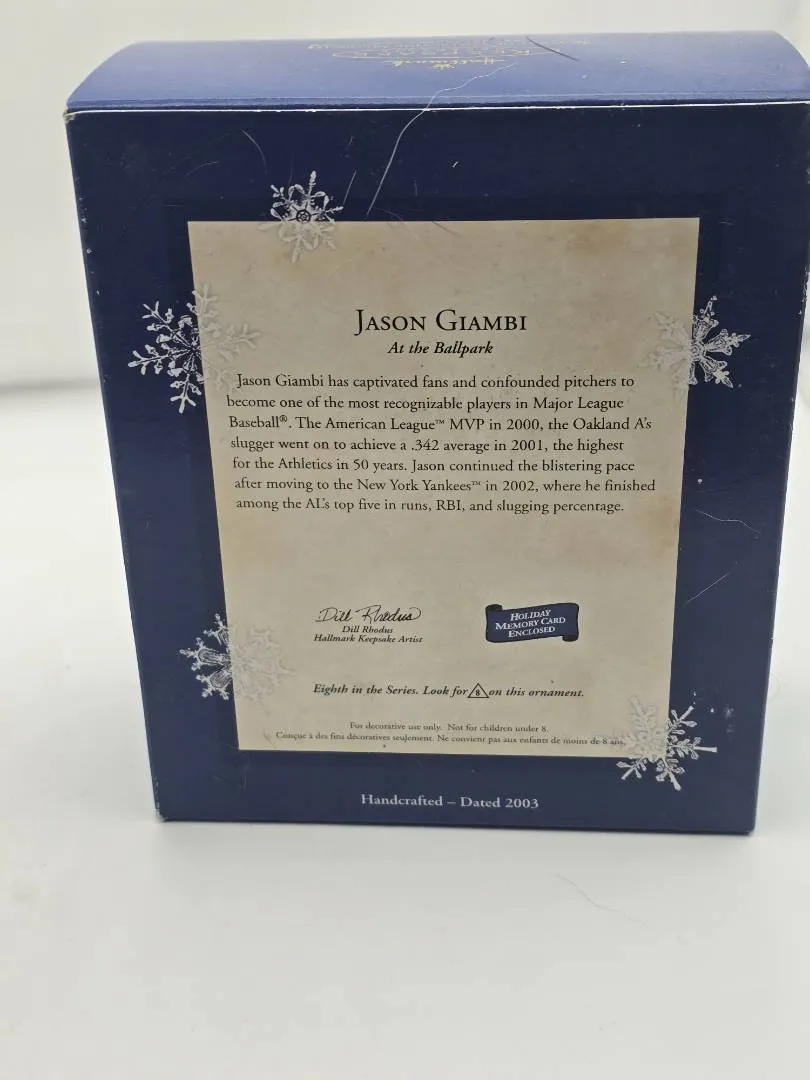 Hallmark
KEEPSAKE
JASON GIAMBI
At the Ballpark
Jason Giambi has captivated fans and confounded pitchers to
become one of the most recognizable players in Major League
Baseball®. The American League™ MVP in 2000, the Oakland A's
slugger went on to achieve a .342 average in 2001, the highest
for the Athletics in 50 years. Jason continued the blistering pace
after moving to the New York Yankees™ in 2002, where he finished
among the AL's top five in runs, RBI, and slugging percentage.
Dill Rhodus
Dill Rhodus
Hallmark Keepsake Artist
HOLIDAY
MEMORY CARD
ENCLOSED
Eighth in the Series. Look for 8 on this ornament.
For decorative use only. Not for children under 8.
Conçue à des fins décoratives seulement. Ne convient pas aux enfants de moins de 8 ans.
Handcrafted – Dated 2003